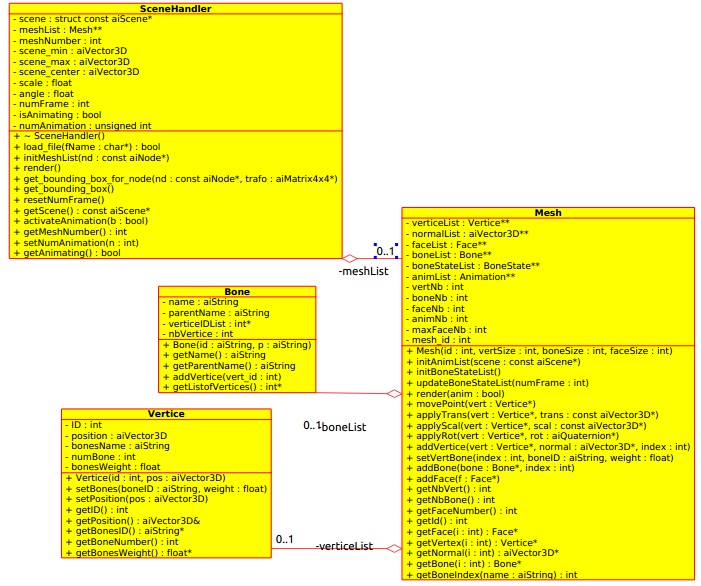 SceneHandler
- scene : struct const aiScene*
- meshList : Mesh**
- meshNumber : int
- scene_min : aiVector3D
- scene_max : aiVector3D
- scene_center : aiVector3D
- scale : float
- angle : float
- numFrame : int
- isAnimating : bool
- numAnimation : unsigned int
+ ~ SceneHandler()
+ load_file(fName : char*) : bool
+ initMeshList(nd : const aiNode*)
+ render()
+ get_bounding_box_for_node(nd : const aiNode*, trafo : aiMatrix4x4*)
+ get_bounding_box()
+ resetNumFrame()
+ getScene() : const aiScene*
+ activateAnimation(b : bool)
+ getMeshNumber() : int
+ setNumAnimation(n : int)
+ getAnimating() : bool
0..1
-meshList
Mesh
- verticeList : Vertice**
- normalList : aiVector3D**
- faceList : Face**
- boneList : Bone**
- boneStateList : BoneState**
- animList : Animation**
- vertNb : int
- boneNb : int
- faceNb : int
- animNb : int
- maxFaceNb : int
- mesh_id : int
+ Mesh(id : int, vertSize : int, boneSize : int, faceSize : int)
+ initAnimList(scene : const aiScene*)
+ initBoneStateList()
+ updateBoneStateList(numFrame : int)
+ render(anim : bool)
+ movePoint(vert : Vertice*)
+ applyTrans(vert : Vertice*, trans : const aiVector3D*)
+ applyScal(vert : Vertice*, scal : const aiVector3D*)
+ applyRot(vert : Vertice*, rot : aiQuaternion*)
+ addVertice(vert : Vertice*, normal : aiVector3D*, index : int)
+ setVertBone(index : int, boneID : aiString, weight : float)
+ addBone(bone : Bone*, index : int)
+ addFace(f : Face*)
+ getNbVert() : int
+ getNbBone() : int
+ getFaceNumber() : int
+ getId() : int
+ getFace(i : int) : Face*
+ getVertex(i : int) : Vertice*
+ getNormal(i : int) : aiVector3D*
+ getBone(i : int) : Bone*
+ getBoneIndex(name : aiString) : int
Bone
- name : aiString
- parentName : aiString
- verticeIDList : int*
- nbVertice : int
+ Bone(id : aiString, p : aiString)
+ getName() : aiString
+ getParentName() : aiString
+ addVertice(vert_id : int)
+ getListofVertices() : int*
0..1
boneList
Vertice
- ID : int
- position : aiVector3D
- bonesName : aiString
- numBone : int
- bonesWeight : float
+ Vertice(id : int, pos : aiVector3D)
+ setBones(boneID : aiString, weight : float)
+ setPosition(pos : aiVector3D)
+ getID() : int
+ getPosition() : aiVector3D&
+ getBonesID() : aiString*
+ getBoneNumber() : int
+ getBonesWeight() : float*
0..1
-verticeList